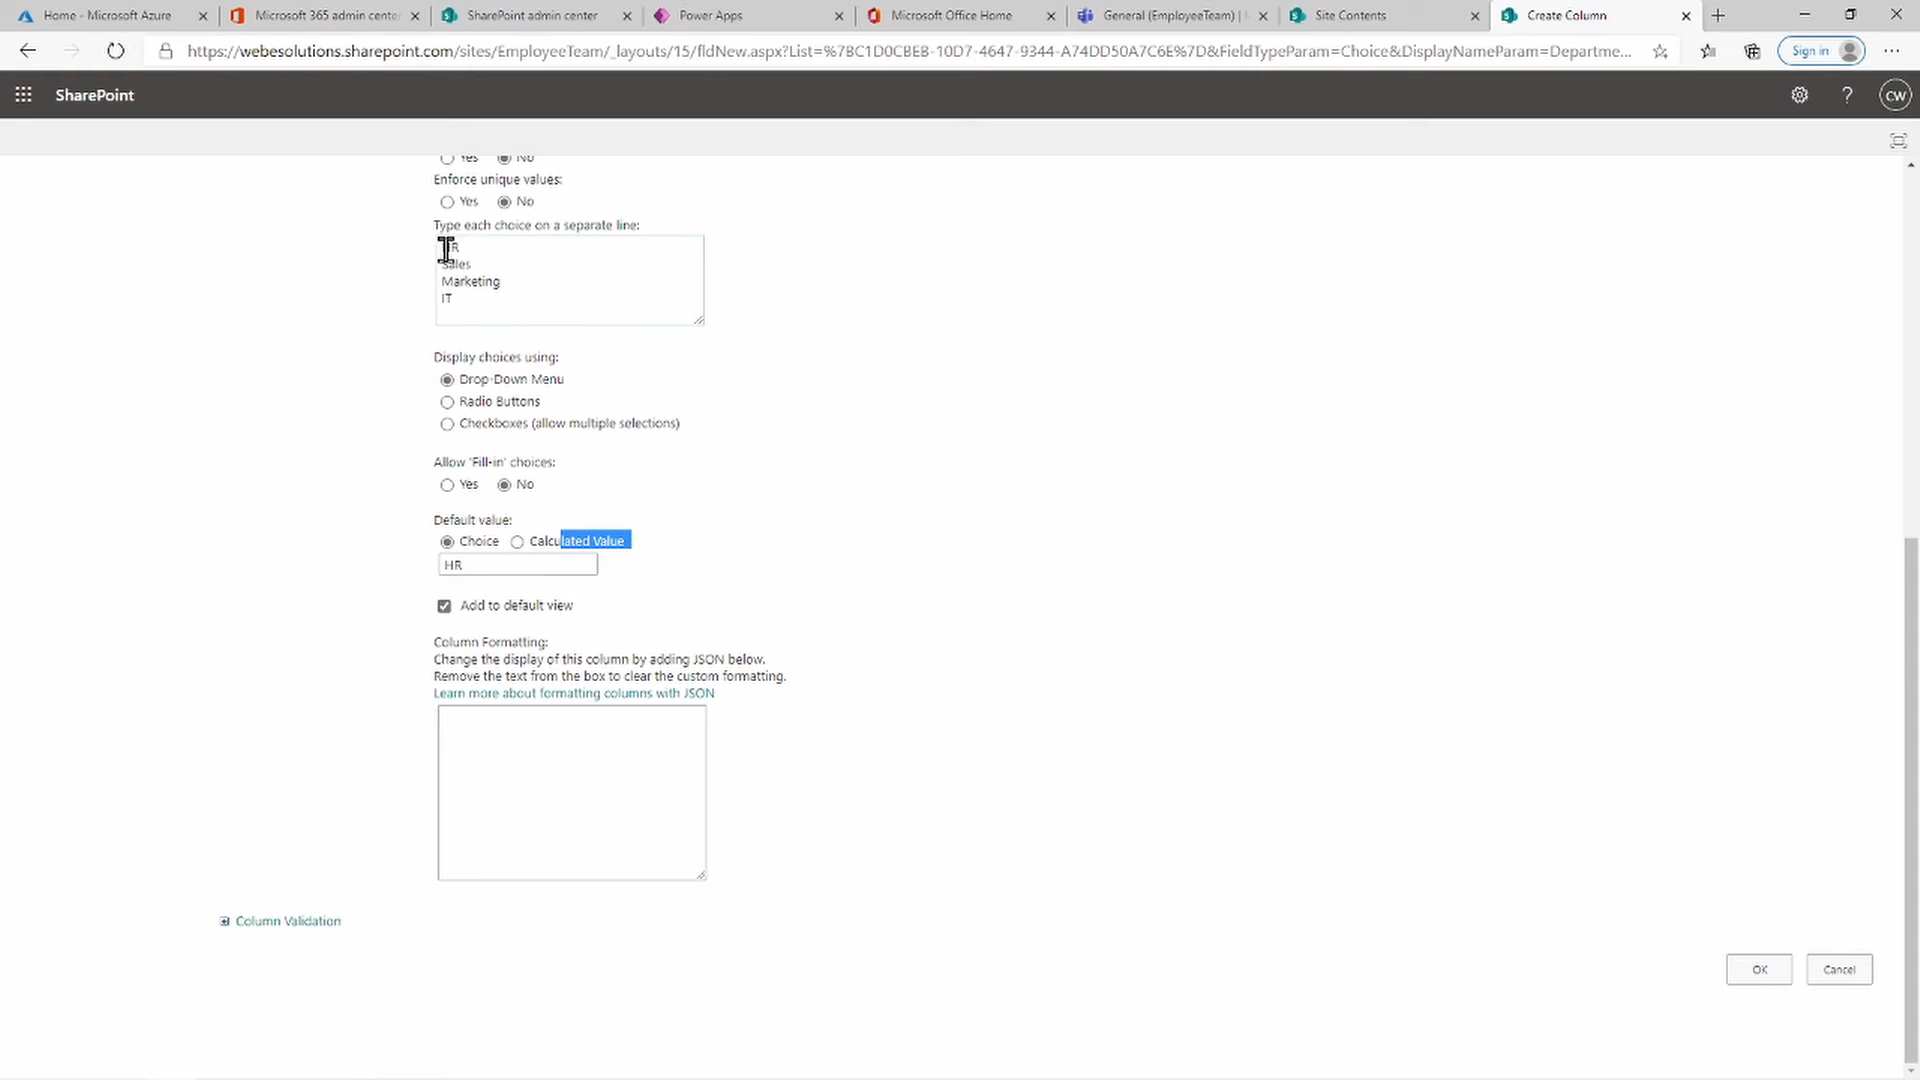 Home - Microsoft Azure
Microsoft 365 admin cente
SharePoint admin center
Power Apps
Microsoft Office Home
General (EmployeeTeam) |
Site Contents
Create Column
https://webesolutions.sharepoint.com/sites/EmployeeTeam/_layouts/15/fldNew.aspx?List=%7BC1D0CBEB-10D7-4647-9344-A74DD50A7C6E%7D&FieldTypeParam=Choice&DisplayNameParam=Departme...
Sign in
SharePoint
?
CW
Yes No
Enforce unique values:
Yes No
Type each choice on a separate line:
HR
Sales
Marketing
IT
Display choices using:
Drop-Down Menu
Radio Buttons
Checkboxes (allow multiple selections)
Allow 'Fill-in' choices:
Yes No
Default value:
Choice Calculated Value
HR
Add to default view
Column Formatting:
Change the display of this column by adding JSON below.
Remove the text from the box to clear the custom formatting.
Learn more about formatting columns with JSON
Column Validation
OK Cancel